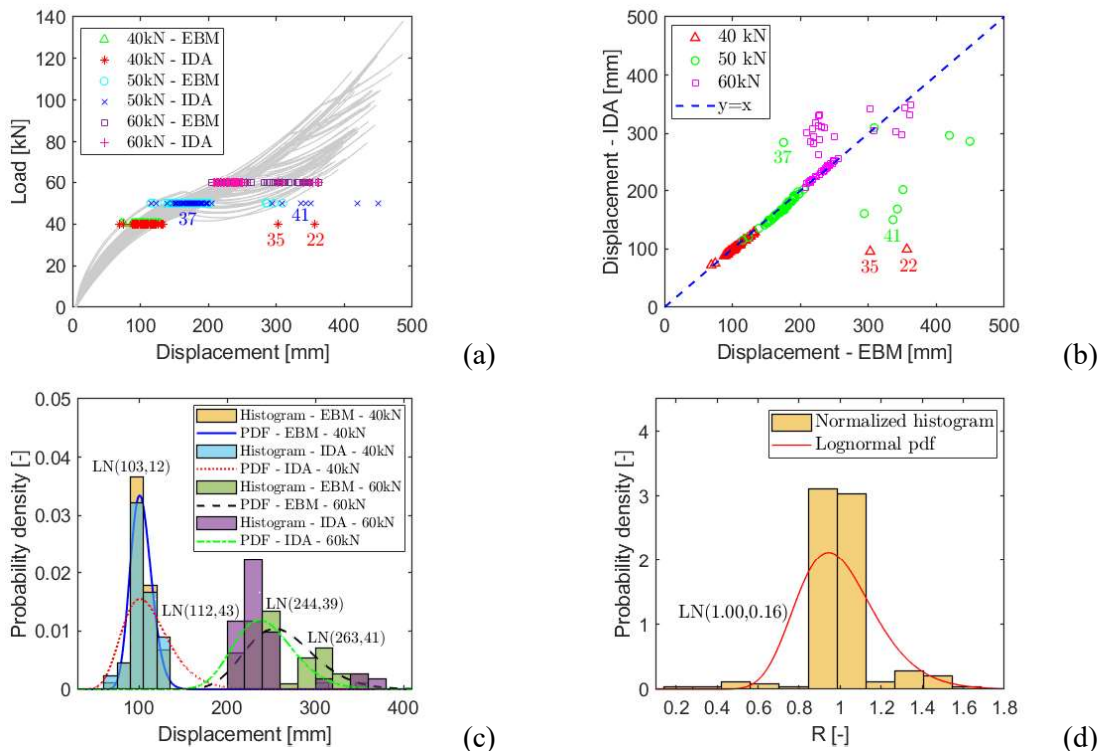 140
120
100
80
60
40
20
0
Load [kN]
40kN - EBM
40kN - IDA
50kN - EBM
50kN - IDA
60kN - EBM
60kN - IDA
37
41
35
22
0 100 200 300 400 500
Displacement [mm]
(a)
500
400
300
200
100
0
Displacement - IDA [mm]
40 kN
50 kN
60kN
y=x
37
41
35
22
0 100 200 300 400 500
Displacement - EBM [mm]
(b)
0.05
0.04
0.03
0.02
0.01
0
Probability density [-]
Histogram - EBM - 40kN
PDF - EBM - 40kN
Histogram - IDA - 40kN
PDF - IDA - 40kN
Histogram - EBM - 60kN
PDF - EBM - 60kN
Histogram - IDA - 60kN
PDF - IDA - 60kN
LN(103,12)
LN(112,43)
LN(244,39)
LN(263,41)
100 200 300 400
Displacement [mm]
(c)
4
3
2
1
0
Probability density [-]
Normalized histogram
Lognormal pdf
LN(1.00,0.16)
0.2 0.4 0.6 0.8 1 1.2 1.4 1.6 1.8
R [-]
(d)